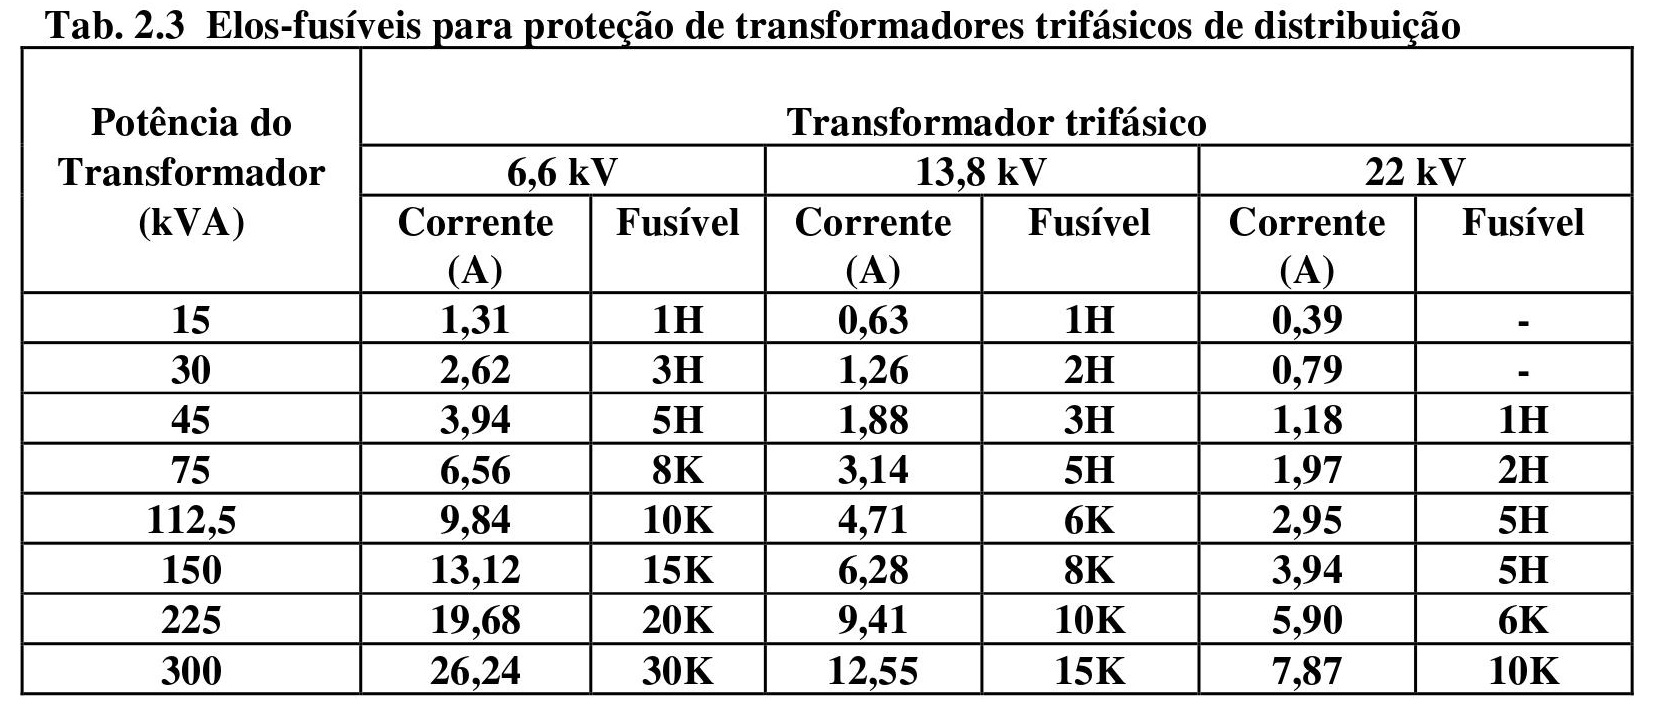 Tab. 2.3 Elos-fusíveis para proteção de transformadores trifásicos de distribuição
Potência do
Transformador
(kVA)
Transformador trifásico
6,6 kV 13,8 kV 22 kV
Corrente Fusível Corrente Fusível Corrente Fusível
(A) (A) (A)
15 1,31 1H 0,63 1H 0,39 -
30 2,62 3H 1,26 2H 0,79 -
45 3,94 5H 1,88 3H 1,18 1H
75 6,56 8K 3,14 5H 1,97 2H
112,5 9,84 10K 4,71 6K 2,95 5H
150 13,12 15K 6,28 8K 3,94 5H
225 19,68 20K 9,41 10K 5,90 6K
300 26,24 30K 12,55 15K 7,87 10K